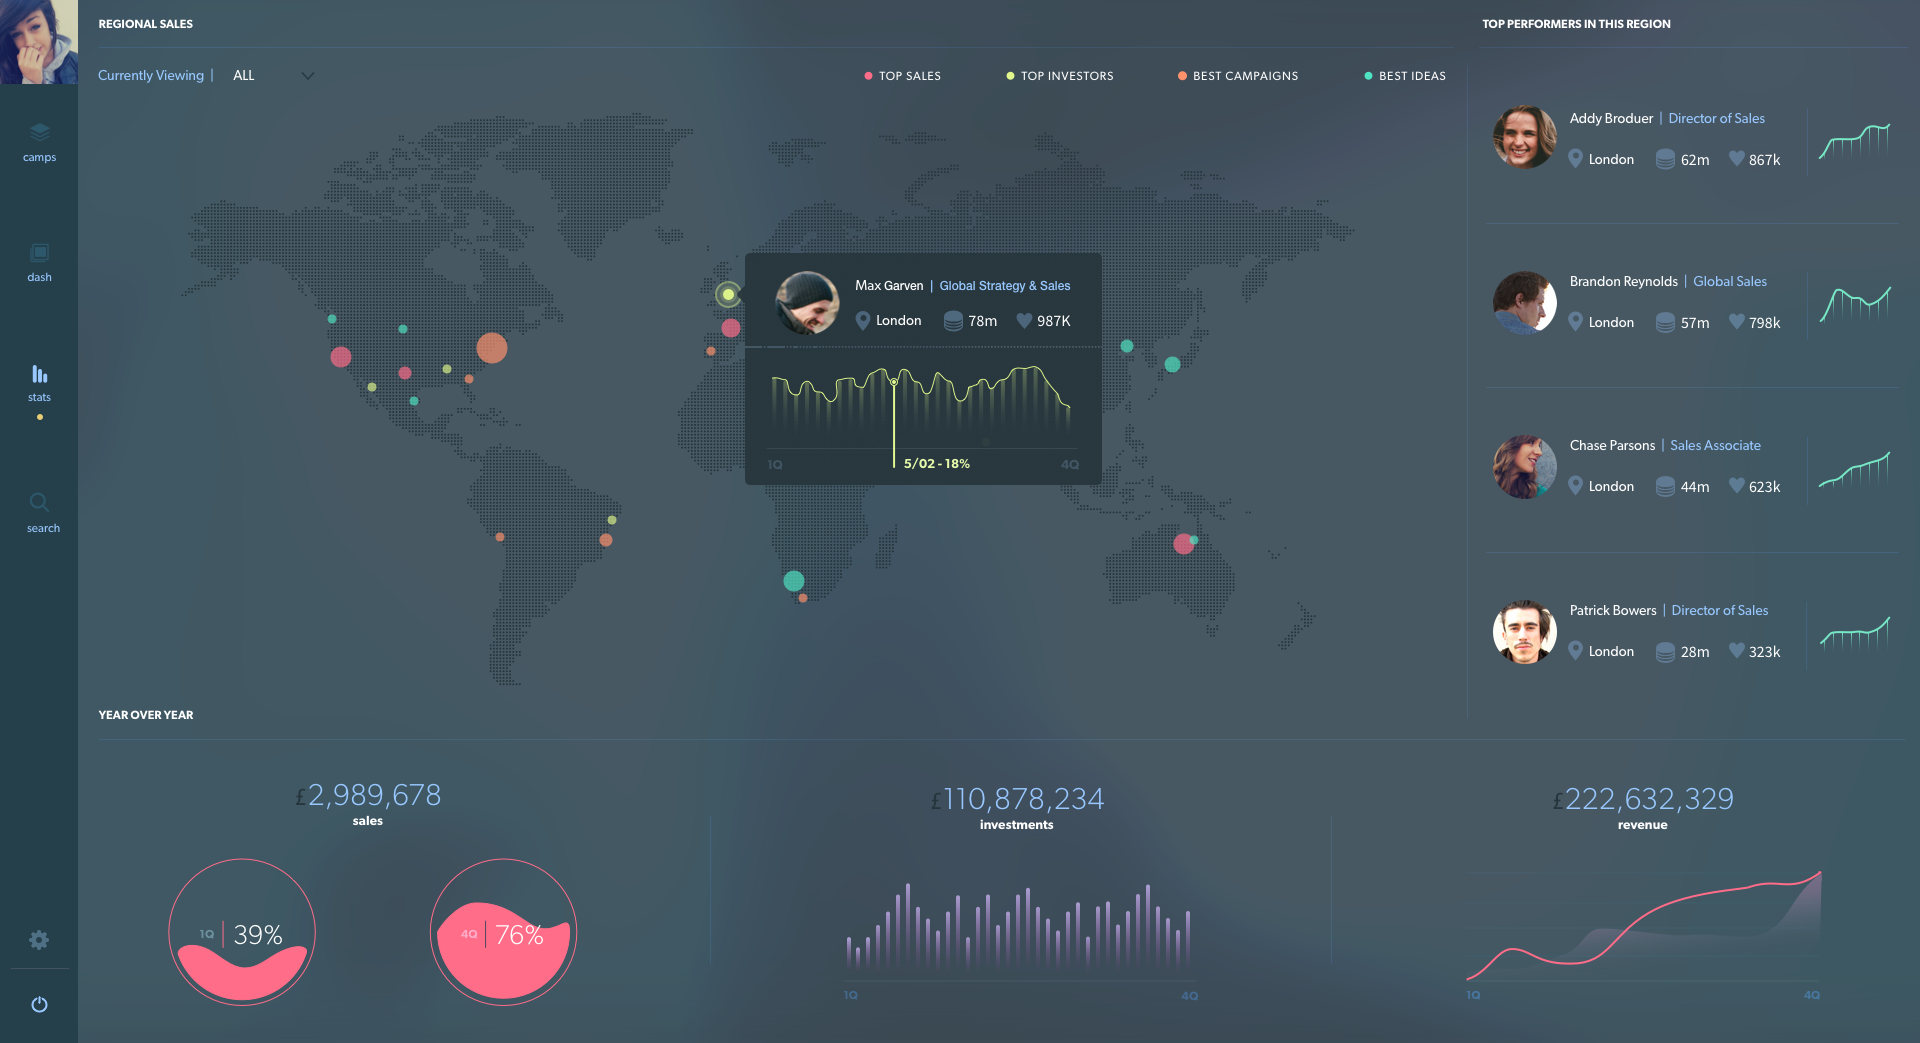 REGIONAL SALES
Currently Viewing | ALL
TOP SALES
TOP INVESTORS
BEST CAMPAIGNS
BEST IDEAS
camps
dash
stats
search
Max Garven | Global Strategy & Sales
London 78m 987K
1Q
5/02 - 18%
4Q
TOP PERFORMERS IN THIS REGION
Addy Broduer | Director of Sales
London 62m 867k
Brandon Reynolds | Global Sales
London 57m 798k
Chase Parsons | Sales Associate
London 44m 623k
Patrick Bowers | Director of Sales
London 28m 323k
YEAR OVER YEAR
£2,989,678
sales
1Q | 39%
4Q | 76%
£110,878,234
investments
1Q
4Q
£222,632,329
revenue
1Q
4Q